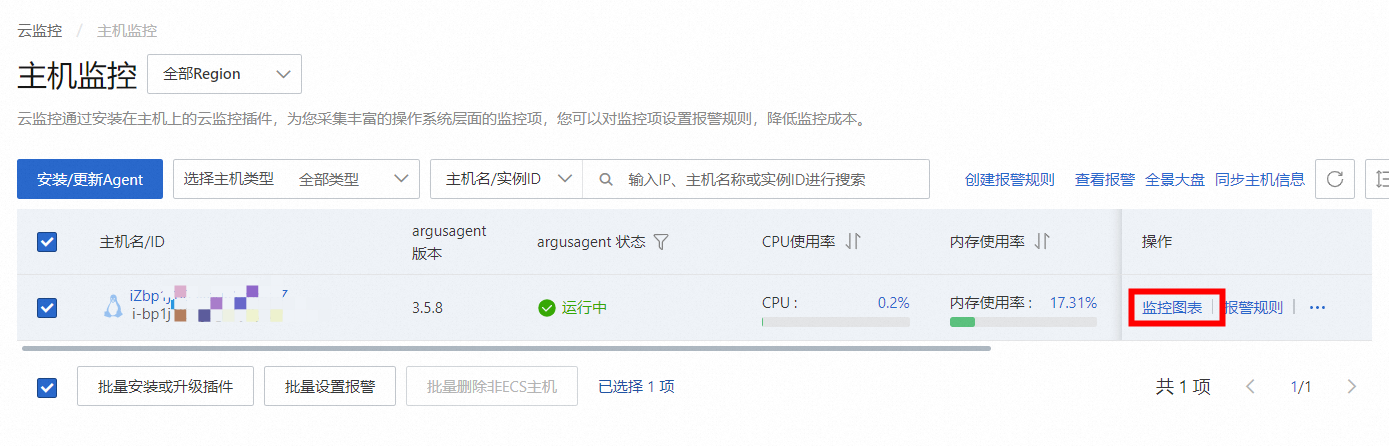 云监控 / 主机监控
主机监控 全部Region
云监控通过安装在主机上的云监控插件，为您采集丰富的操作系统层面的监控项，您可以对监控项设置报警规则，降低监控成本。
安装/更新Agent 选择主机类型 全部类型 主机名/实例ID 输入IP、主机名称或实例ID进行搜索 创建报警规则 查看报警 全景大盘 同步主机信息
主机名/ID argusagent 版本 argusagent 状态 CPU使用率 内存使用率 操作
iZbp1j 7
i-bp1j
3.5.8 运行中 CPU : 0.2% 内存使用率 : 17.31% 监控图表 报警规则 ···
批量安装或升级插件 批量设置报警 批量删除非ECS主机 已选择 1 项 共 1 项 1/1